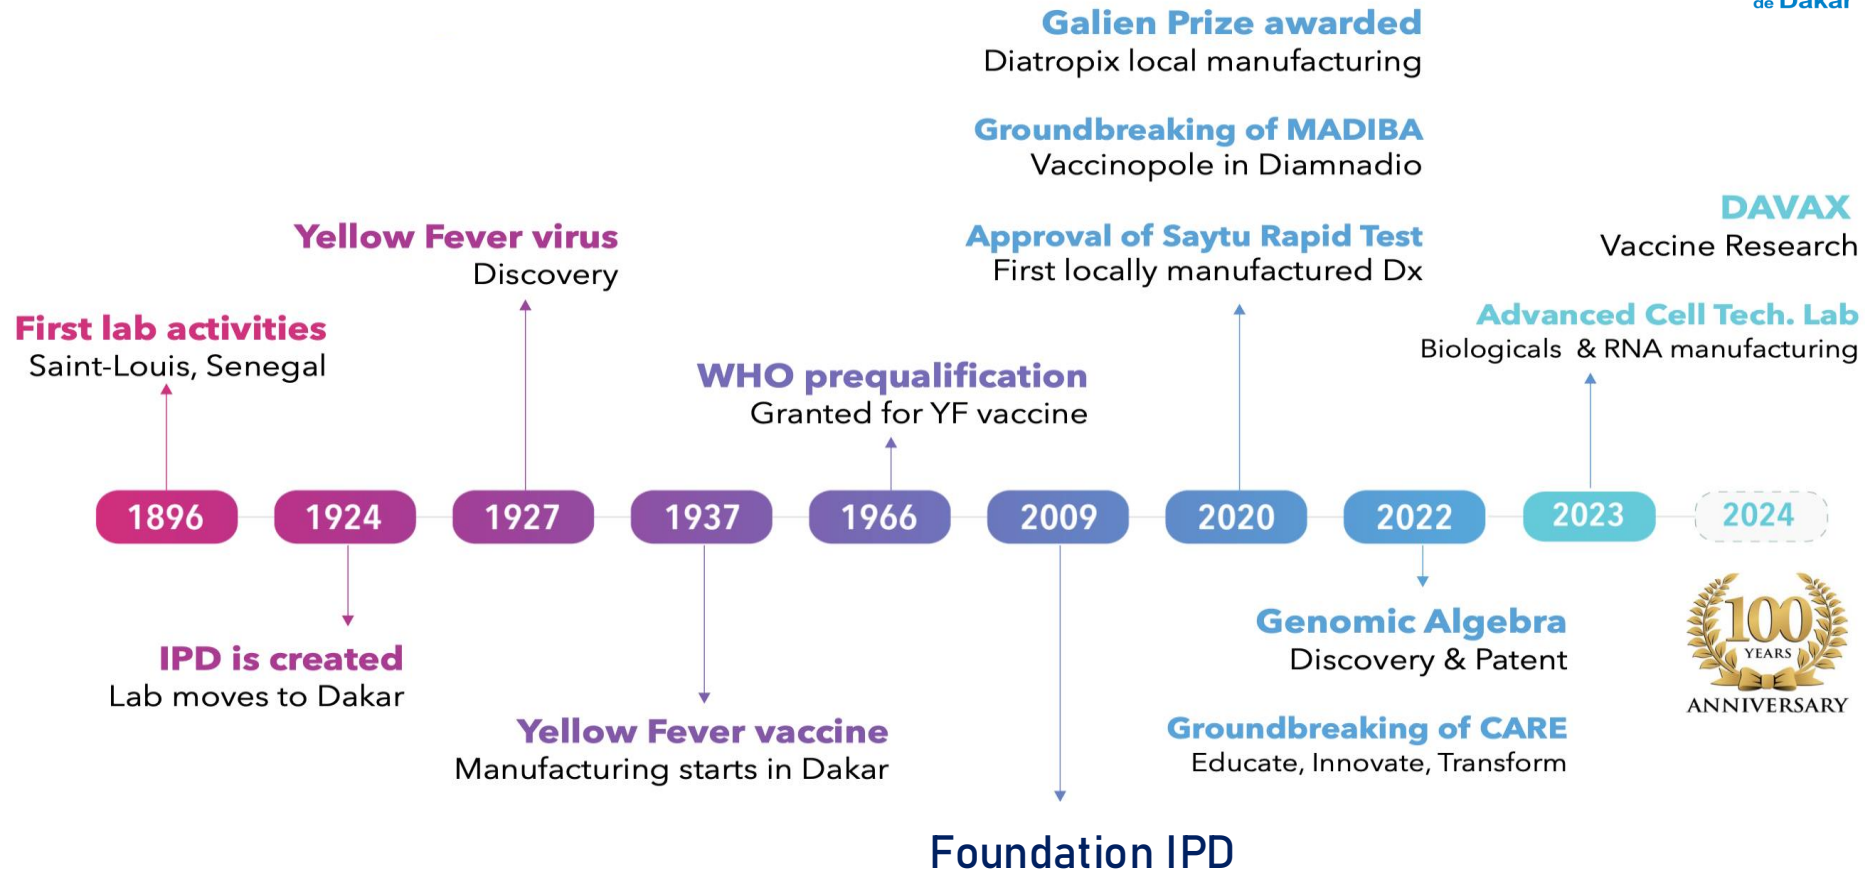 de Dakar
Galien Prize awarded
Diatropix local manufacturing
Groundbreaking of MADIBA
Vaccinopole in Diamnadio
Approval of Saytu Rapid Test
First locally manufactured Dx
DAVAX
Vaccine Research
Advanced Cell Tech. Lab
Biologicals & RNA manufacturing
Yellow Fever virus
Discovery
First lab activities
Saint-Louis, Senegal
WHO prequalification
Granted for YF vaccine
1896 1924 1927 1937 1966 2009 2020 2022 2023 2024
IPD is created
Lab moves to Dakar
Yellow Fever vaccine
Manufacturing starts in Dakar
Foundation IPD
Genomic Algebra
Discovery & Patent
Groundbreaking of CARE
Educate, Innovate, Transform
100
YEARS
ANNIVERSARY